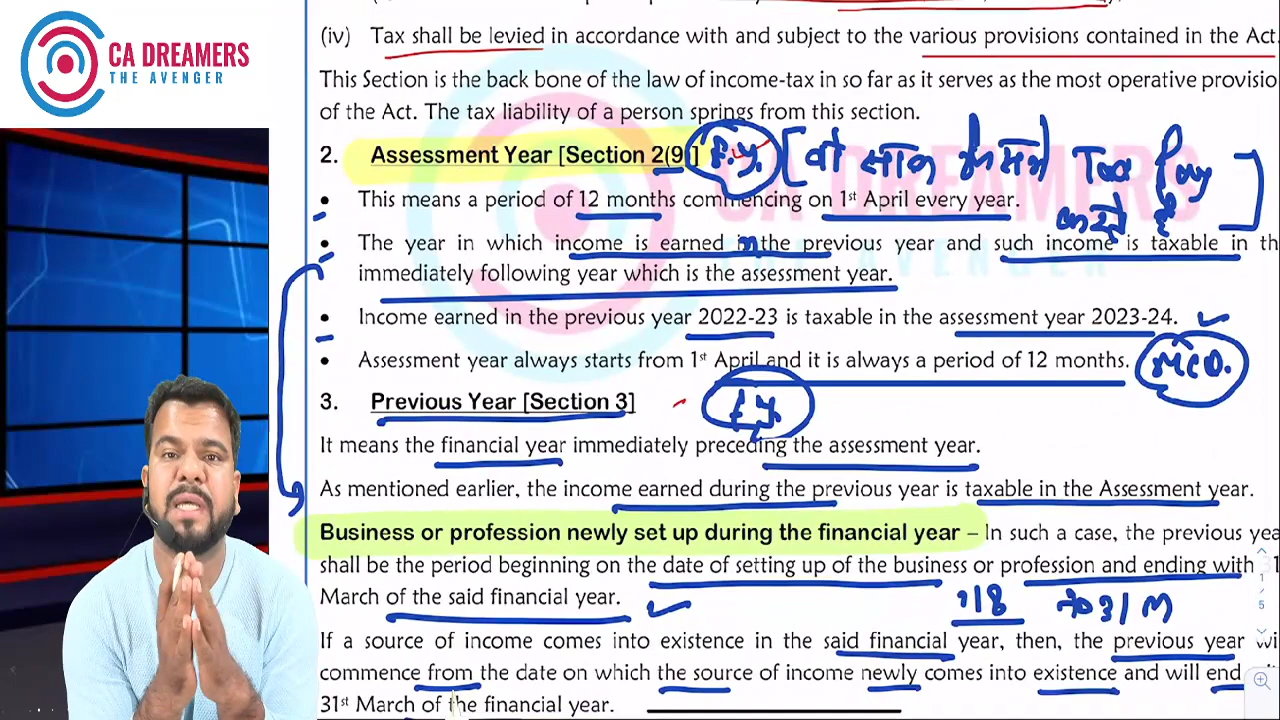 CA DREAMERS
THE AVENGER
(iv) Tax shall be levied in accordance with and subject to the various provisions contained in the Act.
This Section is the back bone of the law of income-tax in so far as it serves as the most operative provisio
of the Act. The tax liability of a person springs from this section.
2. Assessment Year [Section 2(9)] F.Y.
Tax Pay
• This means a period of 12 months commencing on 1st April every year.
• The year in which income is earned in the previous year and such income is taxable in th
immediately following year which is the assessment year.
• Income earned in the previous year 2022-23 is taxable in the assessment year 2023-24.
• Assessment year always starts from 1st April and it is always a period of 12 months. MCQ.
3. Previous Year [Section 3]
It means the financial year immediately preceding the assessment year.
As mentioned earlier, the income earned during the previous year is taxable in the Assessment year.
Business or profession newly set up during the financial year – In such a case, the previous yea
shall be the period beginning on the date of setting up of the business or profession and ending with
March of the said financial year.
to 31 M
If a source of income comes into existence in the said financial year, then, the previous year wi
commence from the date on which the source of income newly comes into existence and will end
31st March of the financial year.